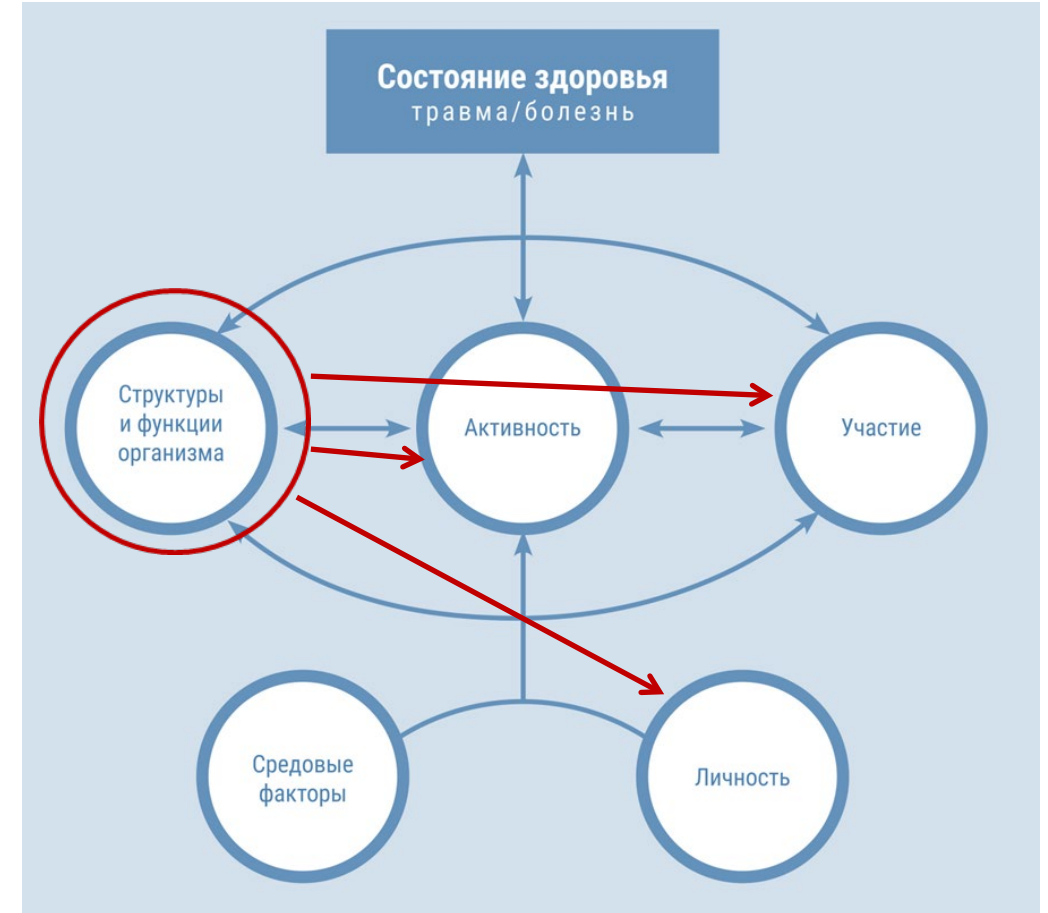 Состояние здоровья
травма/болезнь
Структуры
и функции
организма
Активность
Участие
Средовые
факторы
Личность